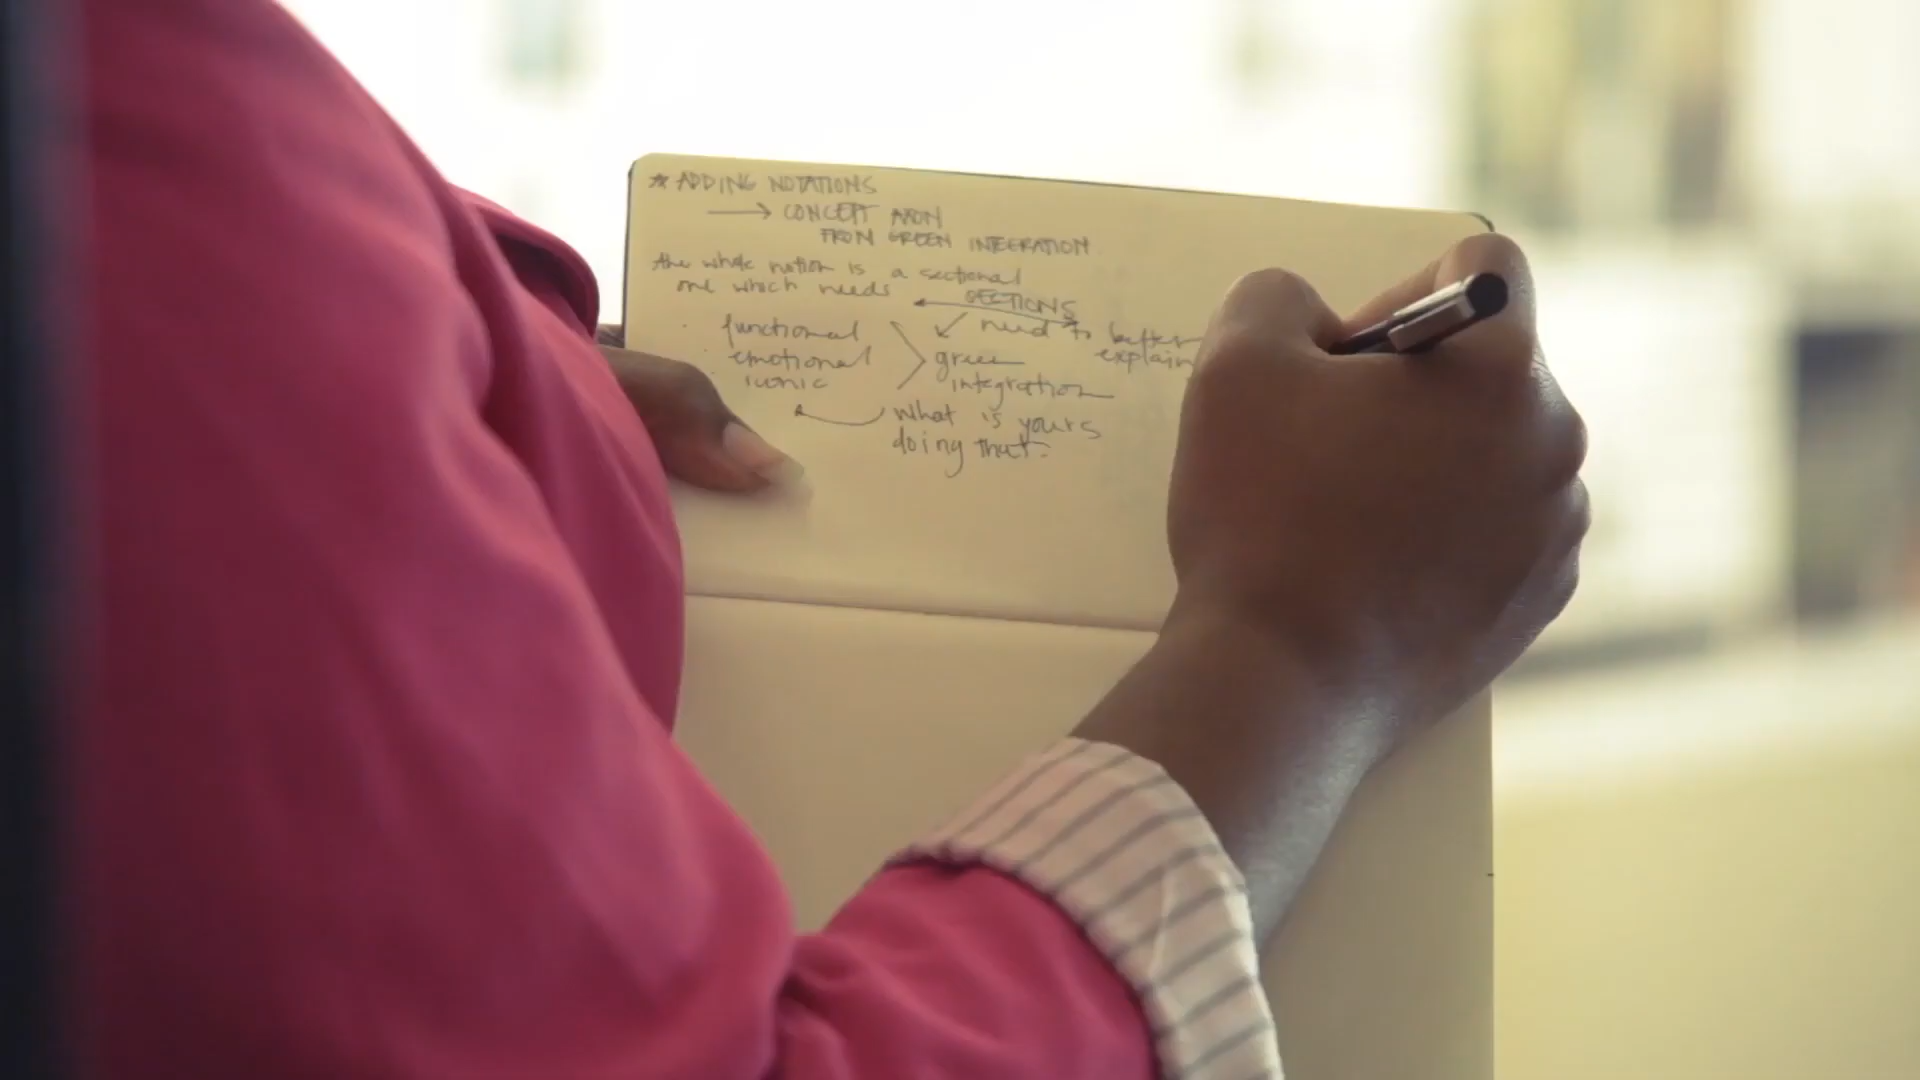 * ADDING NOTATIONS
→ CONCEPT AXON
FROM GREEN INTEGRATION
the whole notion is a sectional
one which needs SECTIONS
functional
emotional
iconic
need to better
explain
green
integration
what is yours
doing that.